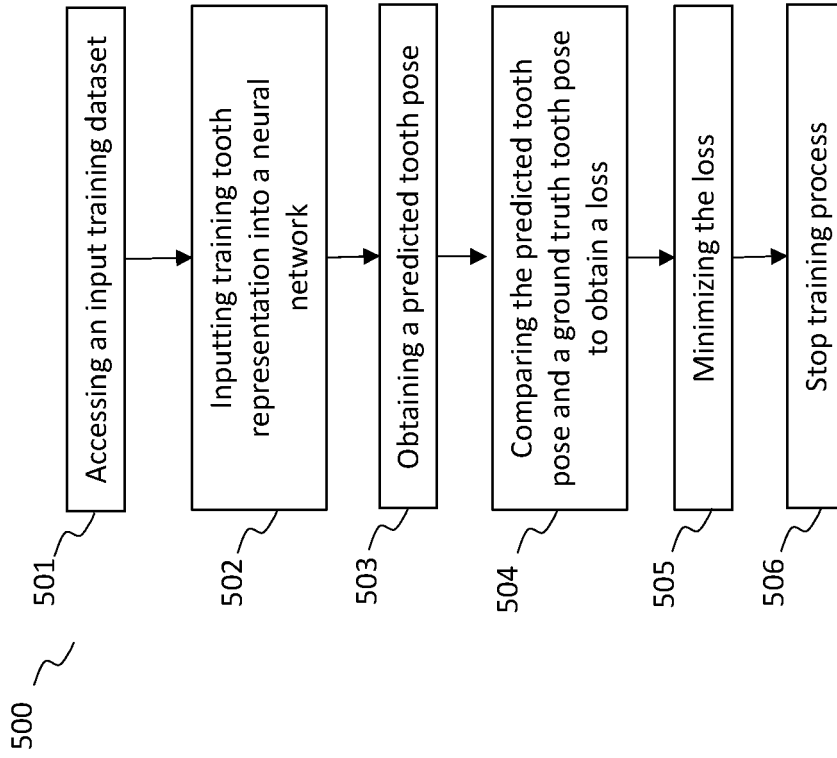 500
501
Accessing an input training dataset
502
Inputting training tooth
representation into a neural
network
503
Obtaining a predicted tooth pose
504
Comparing the predicted tooth
pose and a ground truth tooth pose
to obtain a loss
505
Minimizing the loss
506
Stop training process